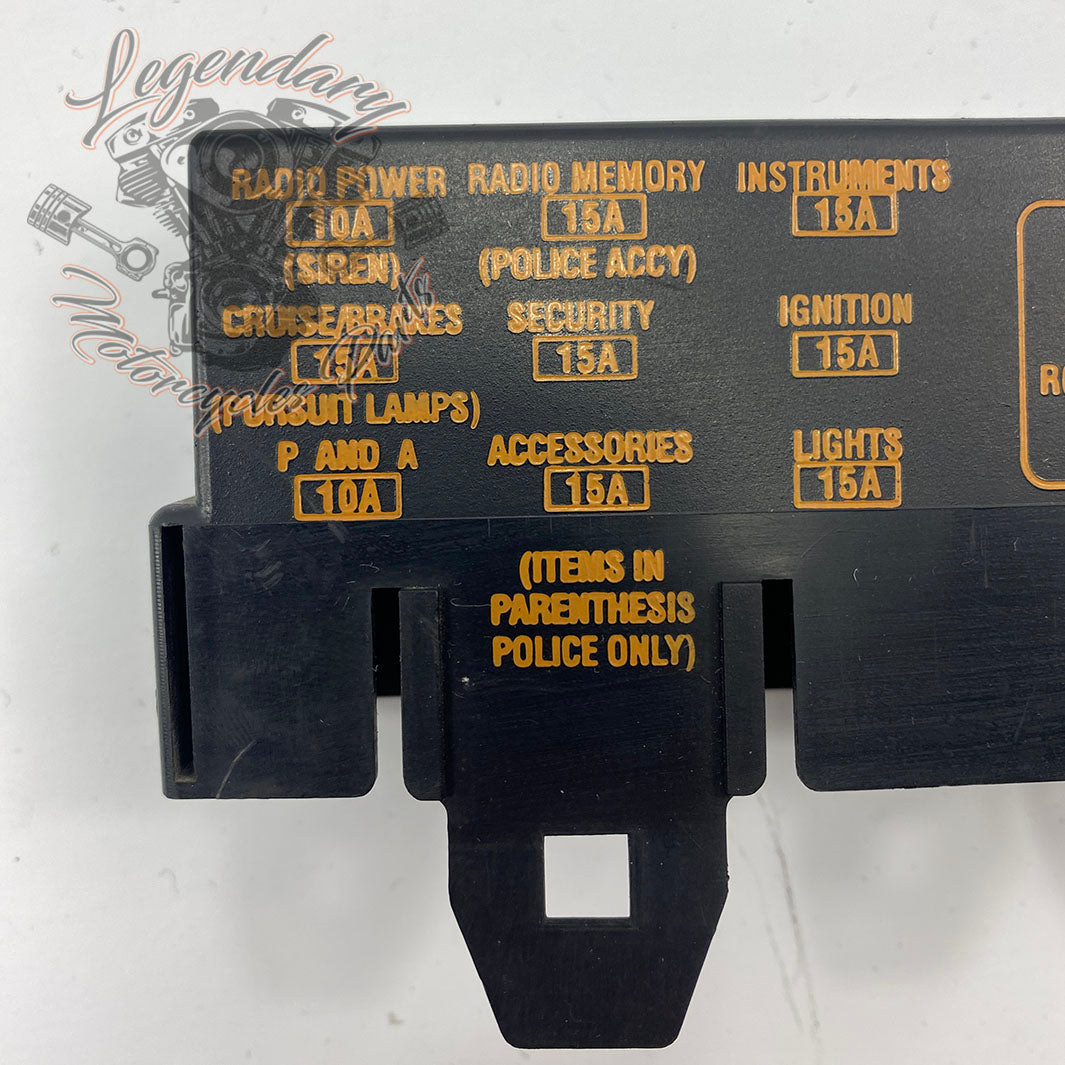 Legendary
Motorcycles Parts
RADIO POWER RADIO MEMORY INSTRUMENTS
10A 15A 15A
(SIREN) (POLICE ACCY)
CRUISE/BRAKES SECURITY IGNITION
15A 15A 15A
(PURSUIT LAMPS)
P AND A ACCESSORIES LIGHTS
10A 15A 15A
(ITEMS IN
PARENTHESIS
POLICE ONLY)